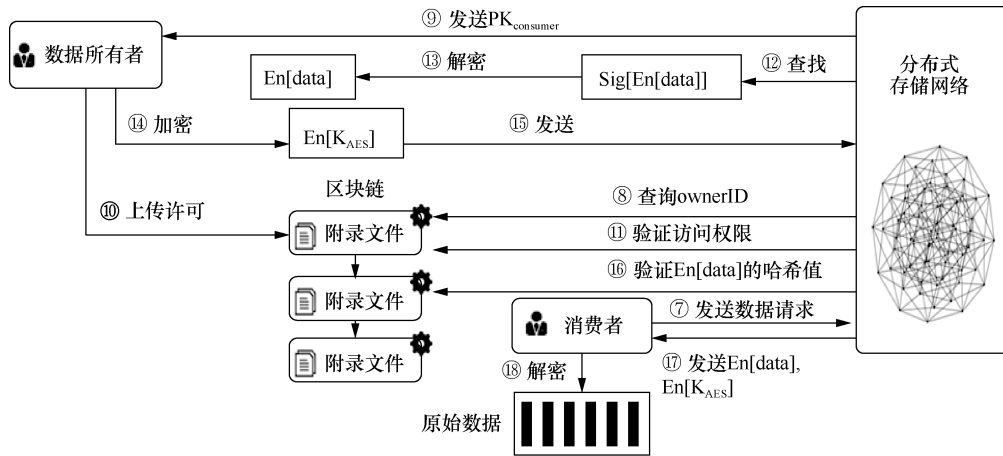 ⑨ 发送PKconsumer
数据所有者
⑬ 解密
⑫ 查找
En[data]
Sig[En[data]]
分布式
存储网络
⑭ 加密
En[KAES]
⑮ 发送
区块链
⑧ 查询ownerID
⑩ 上传许可
附录文件
⑪ 验证访问权限
⑯ 验证En[data]的哈希值
附录文件
消费者
⑦ 发送数据请求
附录文件
⑰ 发送En[data],
En[KAES]
⑱ 解密
原始数据